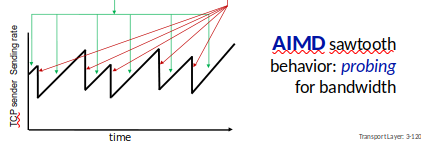 TCP sender Sending rate
time
AIMD sawtooth
behavior: probing
for bandwidth
Transport Layer: 3-120